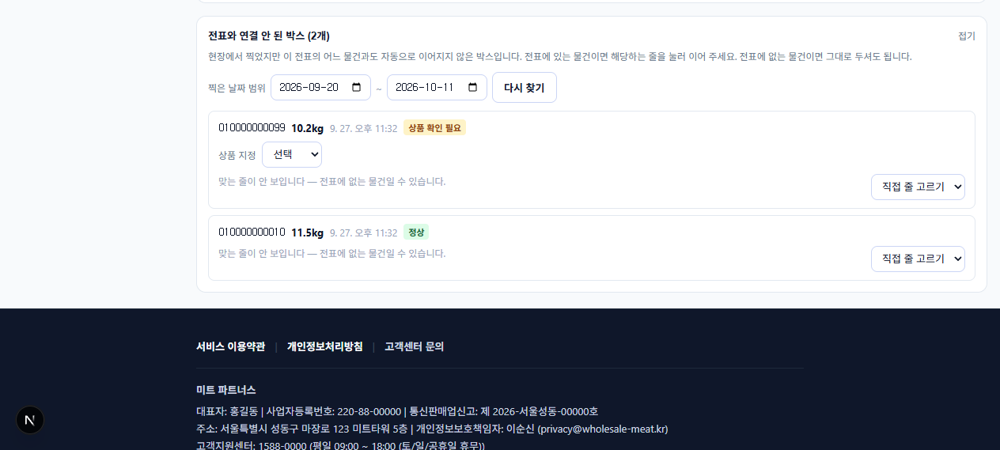 전표와 연결 안 된 박스 (2개) 접기
현장에서 찍었지만 이 전표의 어느 물건과도 자동으로 이어지지 않은 박스입니다. 전표에 있는 물건이면 해당하는 줄을 눌러 이어 주세요. 전표에 없는 물건이면 그대로 두셔도 됩니다.
찍은 날짜 범위 2026-09-20 ~ 2026-10-11 다시 찾기
010000000099 10.2kg 9. 27. 오후 11:32 상품 확인 필요
상품 지정 선택
맞는 줄이 안 보입니다 — 전표에 없는 물건일 수 있습니다.
직접 줄 고르기
010000000010 11.5kg 9. 27. 오후 11:32 정상
맞는 줄이 안 보입니다 — 전표에 없는 물건일 수 있습니다.
직접 줄 고르기
서비스 이용약관 | 개인정보처리방침 | 고객센터 문의
미트 파트너스
대표자: 홍길동 | 사업자등록번호: 220-88-00000 | 통신판매업신고: 제 2026-서울성동-00000호
주소: 서울특별시 성동구 마장로 123 미트타워 5층 | 개인정보보호책임자: 이순신 (privacy@wholesale-meat.kr)
고객지원센터: 1588-0000 (평일 09:00 ~ 18:00 (토/일/공휴일 휴무))
N